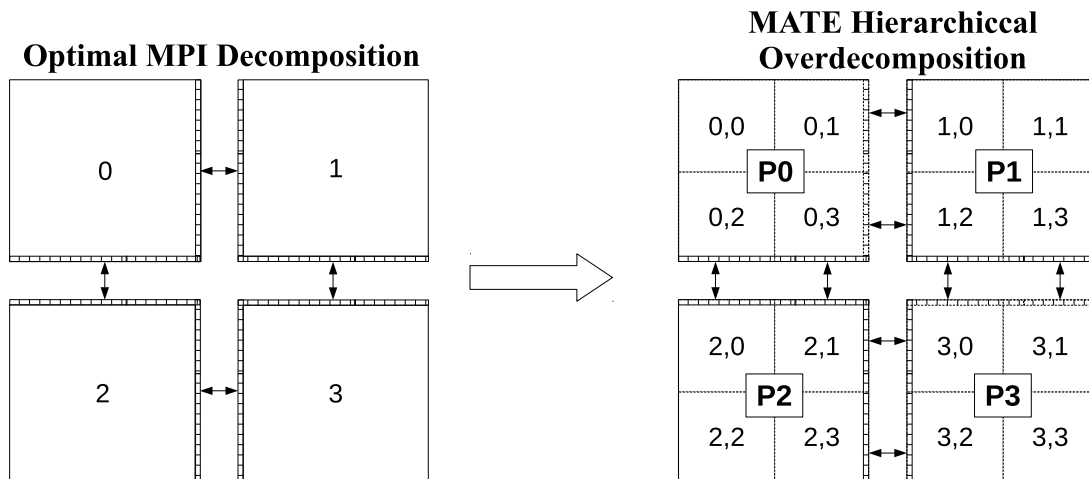 Optimal MPI Decomposition
0
1
2
3
MATE Hierarchiccal
Overdecomposition
0,0 0,1 1,0 1,1
P0 P1
0,2 0,3 1,2 1,3
2,0 2,1 3,0 3,1
P2 P3
2,2 2,3 3,2 3,3